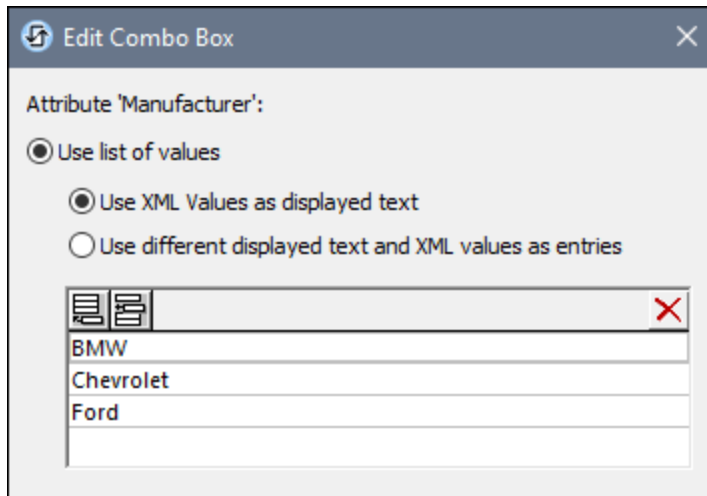 Edit Combo Box
Attribute 'Manufacturer':
Use list of values
Use XML Values as displayed text
Use different displayed text and XML values as entries
BMW
Chevrolet
Ford